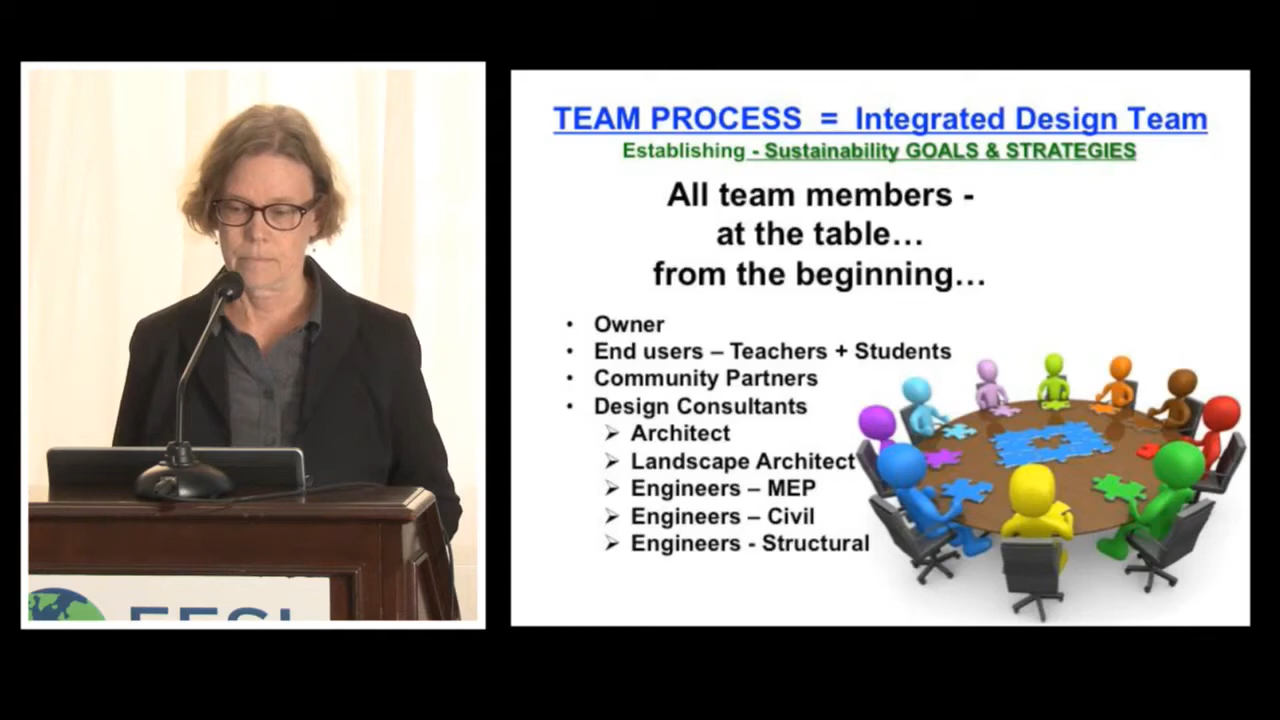 TEAM PROCESS = Integrated Design Team
Establishing - Sustainability GOALS & STRATEGIES
All team members -
at the table…
from the beginning…
• Owner
• End users – Teachers + Students
• Community Partners
• Design Consultants
➢ Architect
➢ Landscape Architect
➢ Engineers – MEP
➢ Engineers – Civil
➢ Engineers - Structural